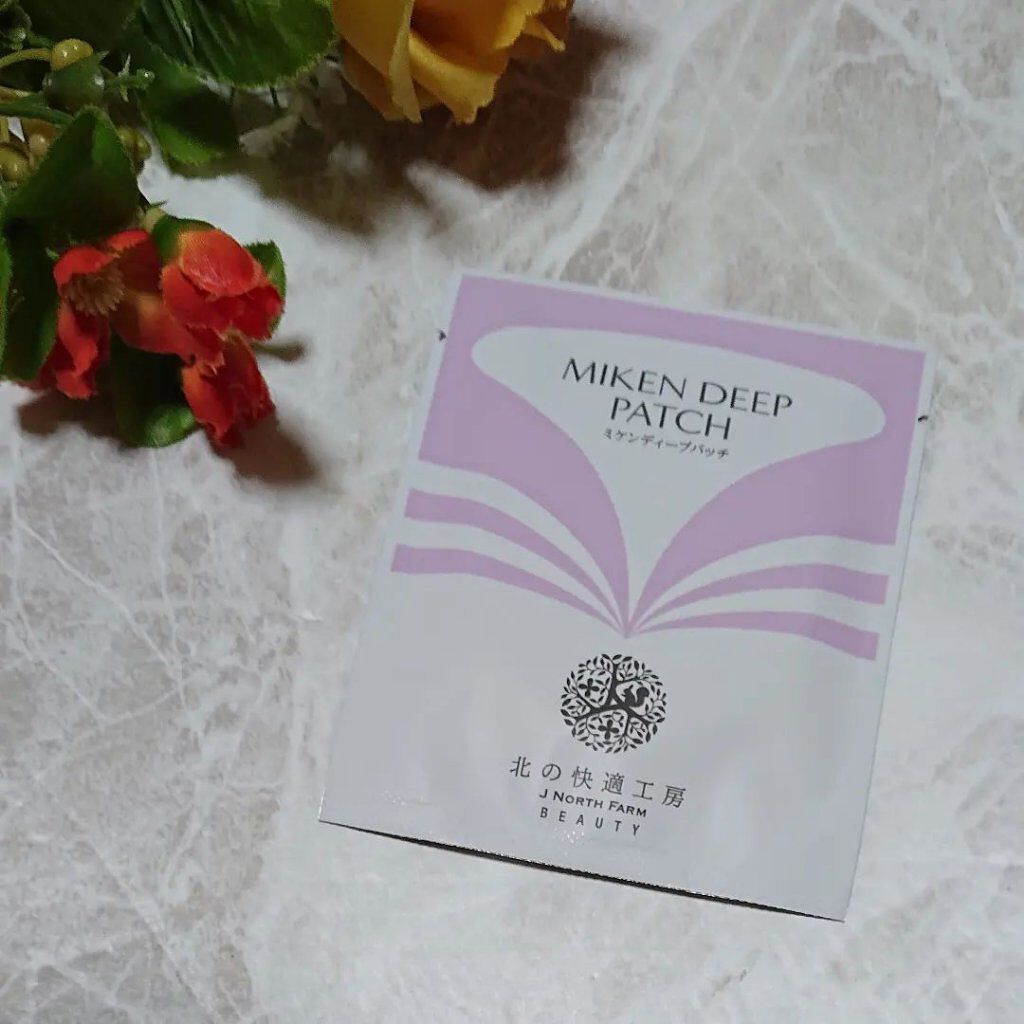 MIKEN DEEP
PATCH
ミケンディープパッチ
北の快適工房
J NORTH FARM
BEAUTY